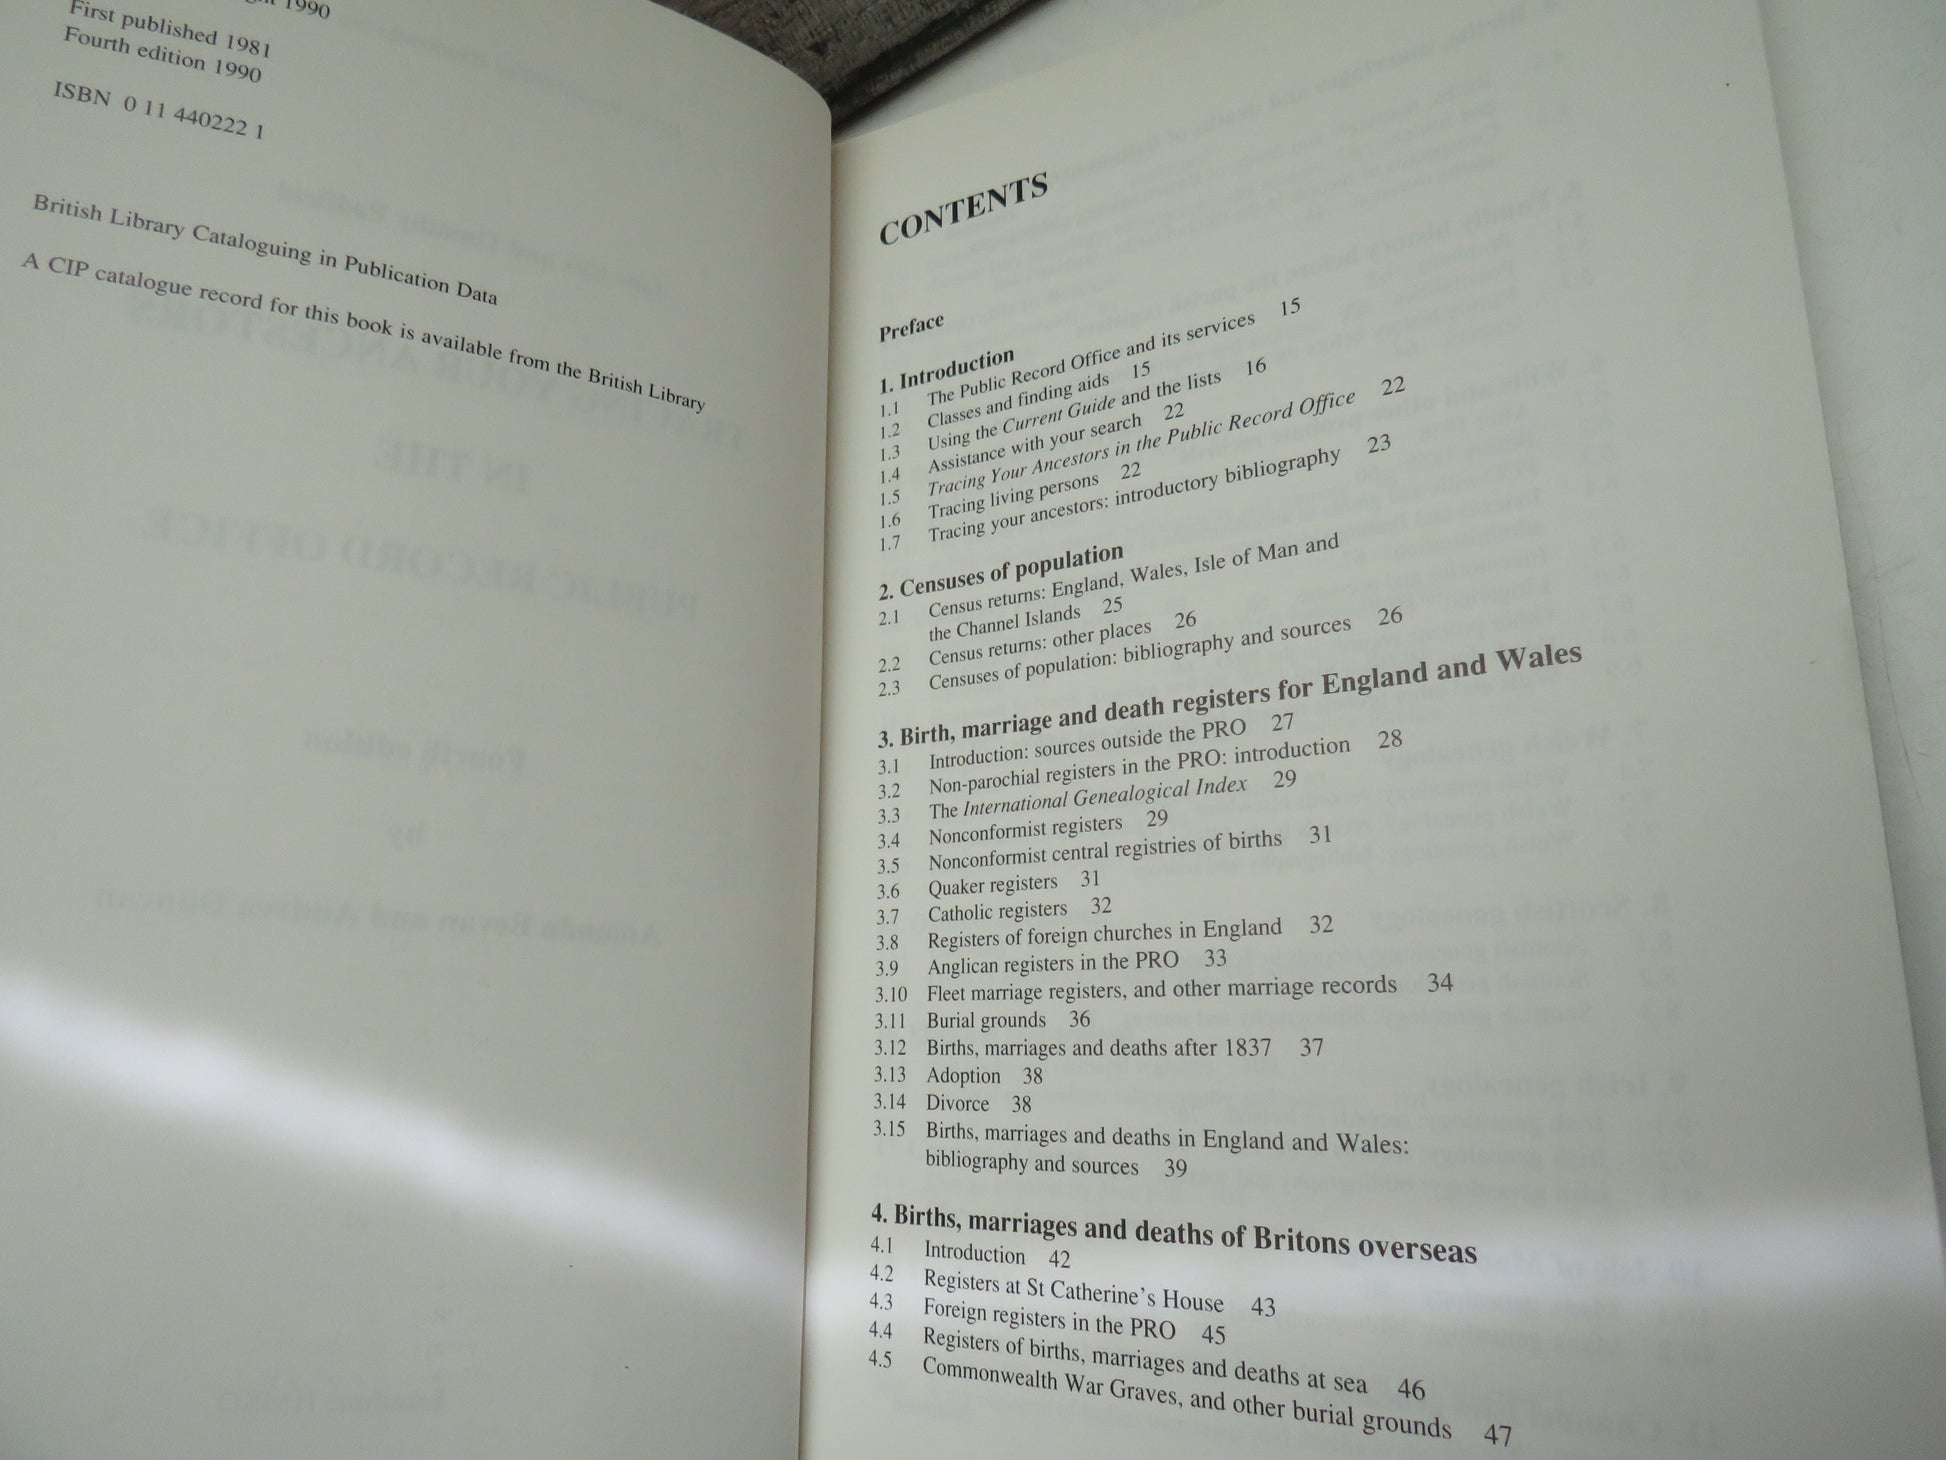 1990
First published 1981
Fourth edition 1990
ISBN 0 11 440222 1
British Library Cataloguing in Publication Data
A CIP catalogue record for this book is available from the British Library
CONTENTS
Preface
1. Introduction
1.1 The Public Record Office and its services 15
1.2 Classes and finding aids 15
1.3 Using the Current Guide and the lists 16
1.4 Assistance with your search 22
1.5 Tracing Your Ancestors in the Public Record Office 22
1.6 Tracing living persons 22
1.7 Tracing your ancestors: introductory bibliography 23
2. Censuses of population
2.1 Census returns: England, Wales, Isle of Man and
the Channel Islands 25
2.2 Census returns: other places 26
2.3 Censuses of population: bibliography and sources 26
3. Birth, marriage and death registers for England and Wales
3.1 Introduction: sources outside the PRO 27
3.2 Non-parochial registers in the PRO: introduction 28
3.3 The International Genealogical Index 29
3.4 Nonconformist registers 29
3.5 Nonconformist central registries of births 31
3.6 Quaker registers 31
3.7 Catholic registers 32
3.8 Registers of foreign churches in England 32
3.9 Anglican registers in the PRO 33
3.10 Fleet marriage registers, and other marriage records 34
3.11 Burial grounds 36
3.12 Births, marriages and deaths after 1837 37
3.13 Adoption 38
3.14 Divorce 38
3.15 Births, marriages and deaths in England and Wales:
bibliography and sources 39
4. Births, marriages and deaths of Britons overseas
4.1 Introduction 42
4.2 Registers at St Catherine's House 43
4.3 Foreign registers in the PRO 45
4.4 Registers of births, marriages and deaths at sea 46
4.5 Commonwealth War Graves, and other burial grounds 47